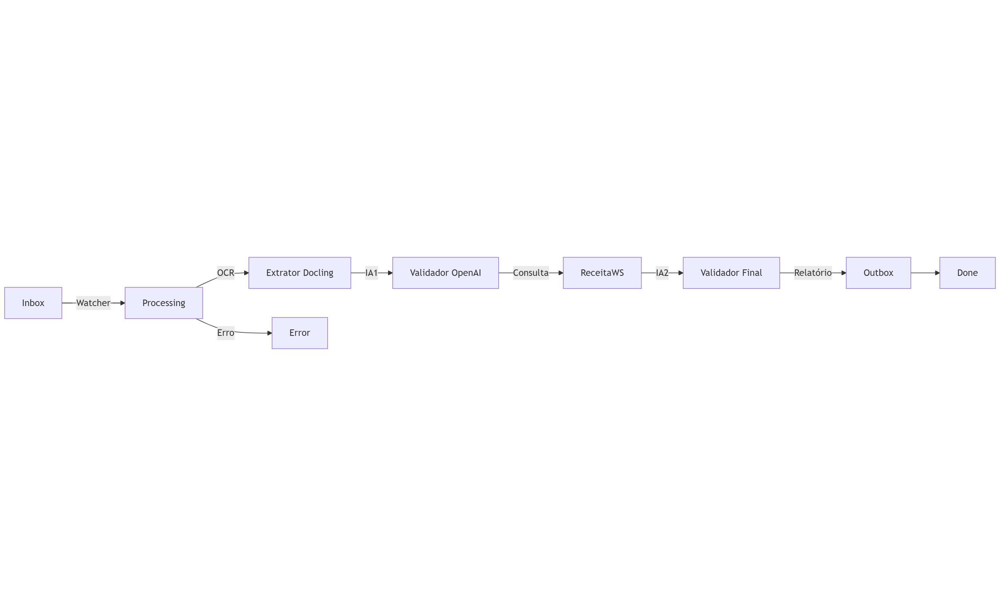 Inbox
Watcher
Processing
OCR
Extrator Docling
IA1
Validador OpenAI
Consulta
ReceitaWS
IA2
Validador Final
Relatório
Outbox
Done
Erro
Error